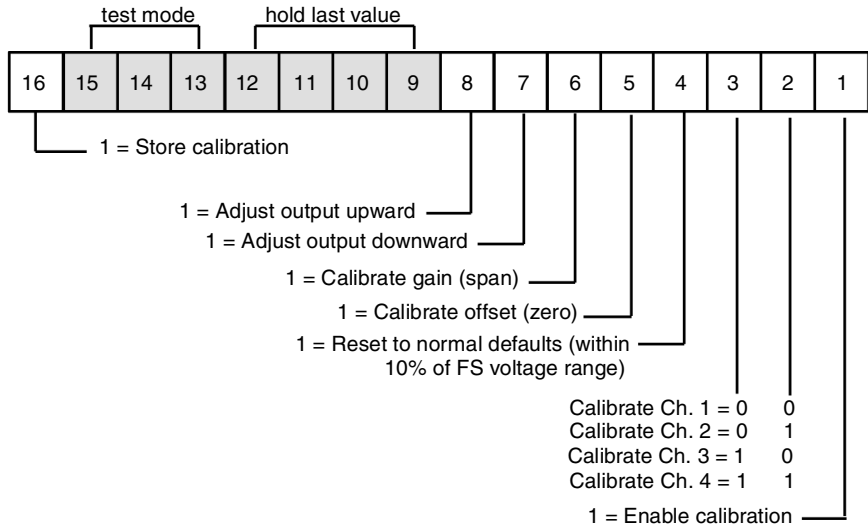 test mode hold last value
16 15 14 13 12 11 10 9 8 7 6 5 4 3 2 1
1 = Store calibration
1 = Adjust output upward
1 = Adjust output downward
1 = Calibrate gain (span)
1 = Calibrate offset (zero)
1 = Reset to normal defaults (within
10% of FS voltage range)
Calibrate Ch. 1 = 0 0
Calibrate Ch. 2 = 0 1
Calibrate Ch. 3 = 1 0
Calibrate Ch. 4 = 1 1
1 = Enable calibration